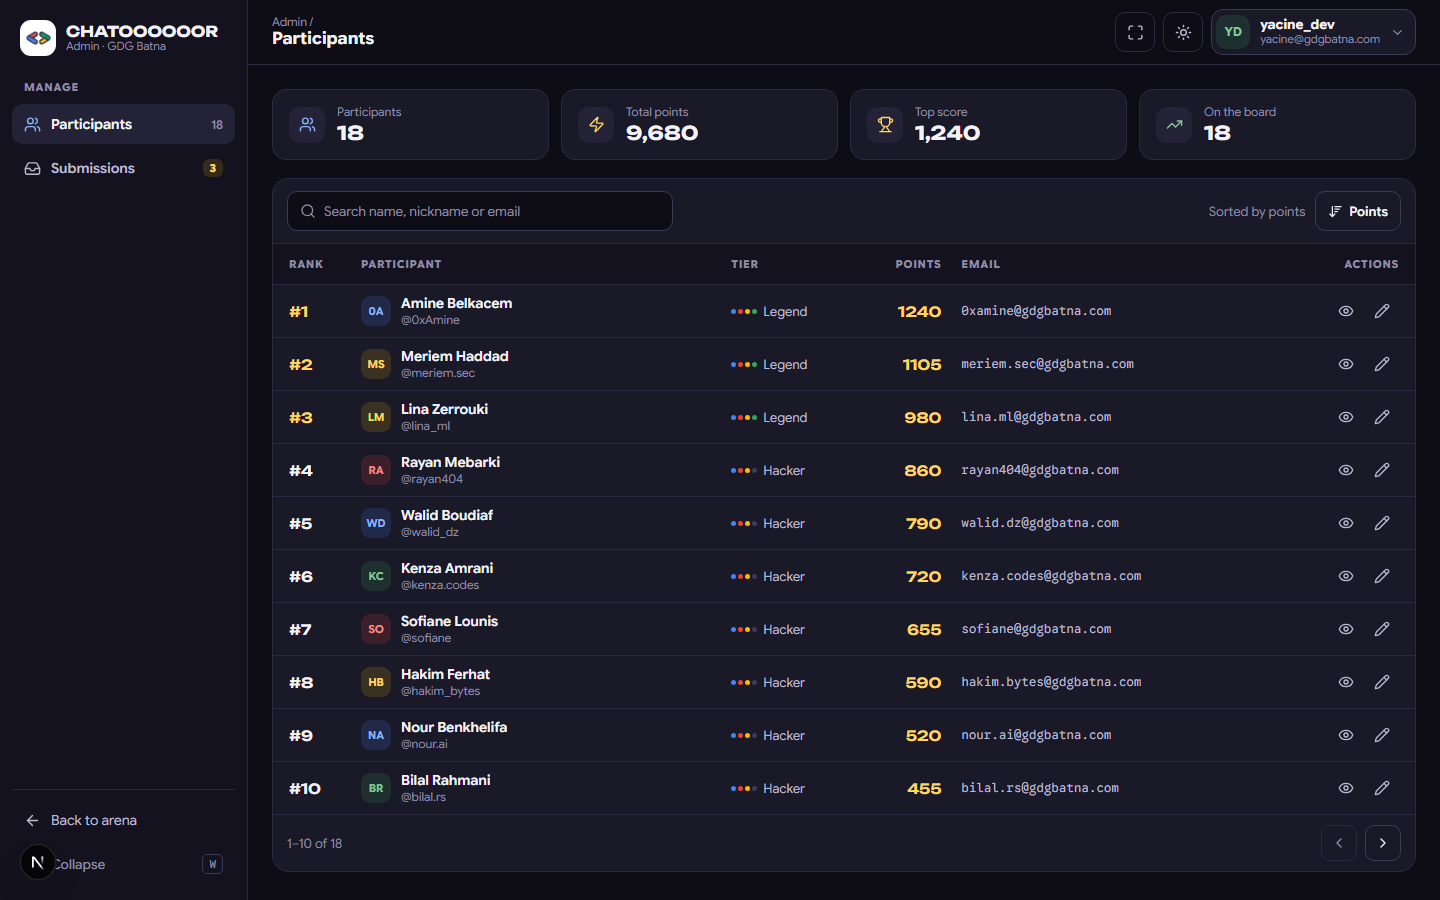 CHATOOOOOOR
Admin · GDG Batna
MANAGE
Participants 18
Submissions 3
Back to arena
N Collapse W
Admin /
Participants
YD yacine_dev
yacine@gdgbatna.com
Participants
18
Total points
9,680
Top score
1,240
On the board
18
Search name, nickname or email
Sorted by points Points
RANK PARTICIPANT TIER POINTS EMAIL ACTIONS
#1 0A Amine Belkacem Legend 1240 0xamine@gdgbatna.com
@0xAmine
#2 MS Meriem Haddad Legend 1105 meriem.sec@gdgbatna.com
@meriem.sec
#3 LM Lina Zerrouki Legend 980 lina.ml@gdgbatna.com
@lina_ml
#4 RA Rayan Mebarki Hacker 860 rayan404@gdgbatna.com
@rayan404
#5 WD Walid Boudiaf Hacker 790 walid.dz@gdgbatna.com
@walid_dz
#6 KC Kenza Amrani Hacker 720 kenza.codes@gdgbatna.com
@kenza.codes
#7 SO Sofiane Lounis Hacker 655 sofiane@gdgbatna.com
@sofiane
#8 HB Hakim Ferhat Hacker 590 hakim.bytes@gdgbatna.com
@hakim_bytes
#9 NA Nour Benkhelifa Hacker 520 nour.ai@gdgbatna.com
@nour.ai
#10 BR Bilal Rahmani Hacker 455 bilal.rs@gdgbatna.com
@bilal.rs
1–10 of 18